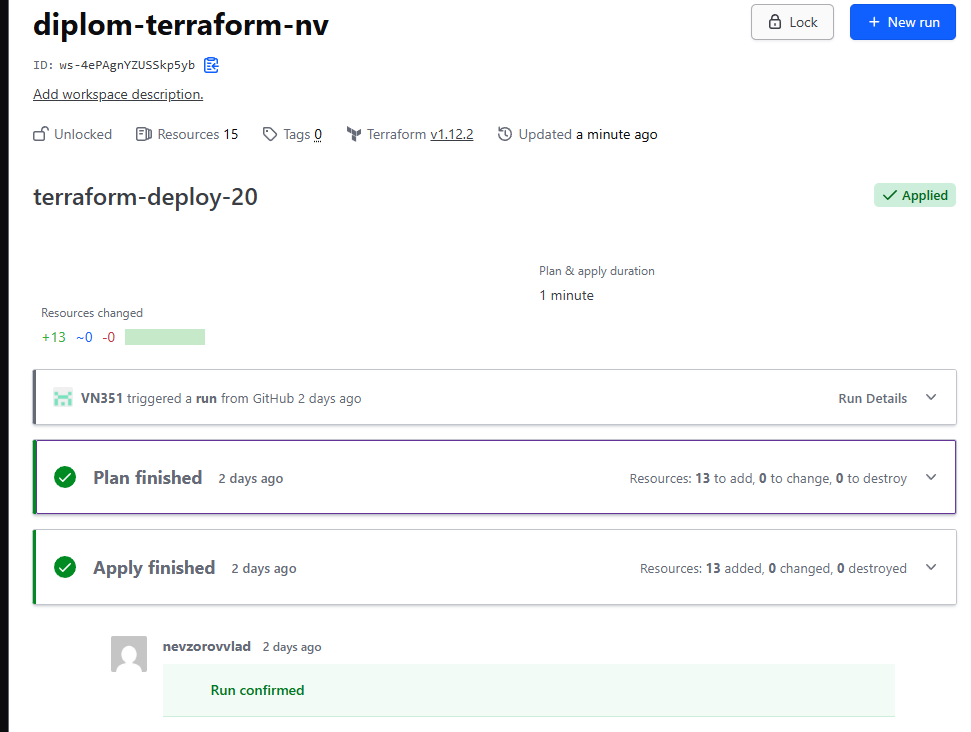 diplom-terraform-nv
Lock
+ New run
ID: ws-4ePAgnYZUSSkp5yb
Add workspace description.
Unlocked Resources 15 Tags 0 Terraform v1.12.2 Updated a minute ago
terraform-deploy-20
Applied
Plan & apply duration
1 minute
Resources changed
+13 ~0 -0
VN351 triggered a run from GitHub 2 days ago Run Details
Plan finished 2 days ago Resources: 13 to add, 0 to change, 0 to destroy
Apply finished 2 days ago Resources: 13 added, 0 changed, 0 destroyed
nevzorovvlad 2 days ago
Run confirmed